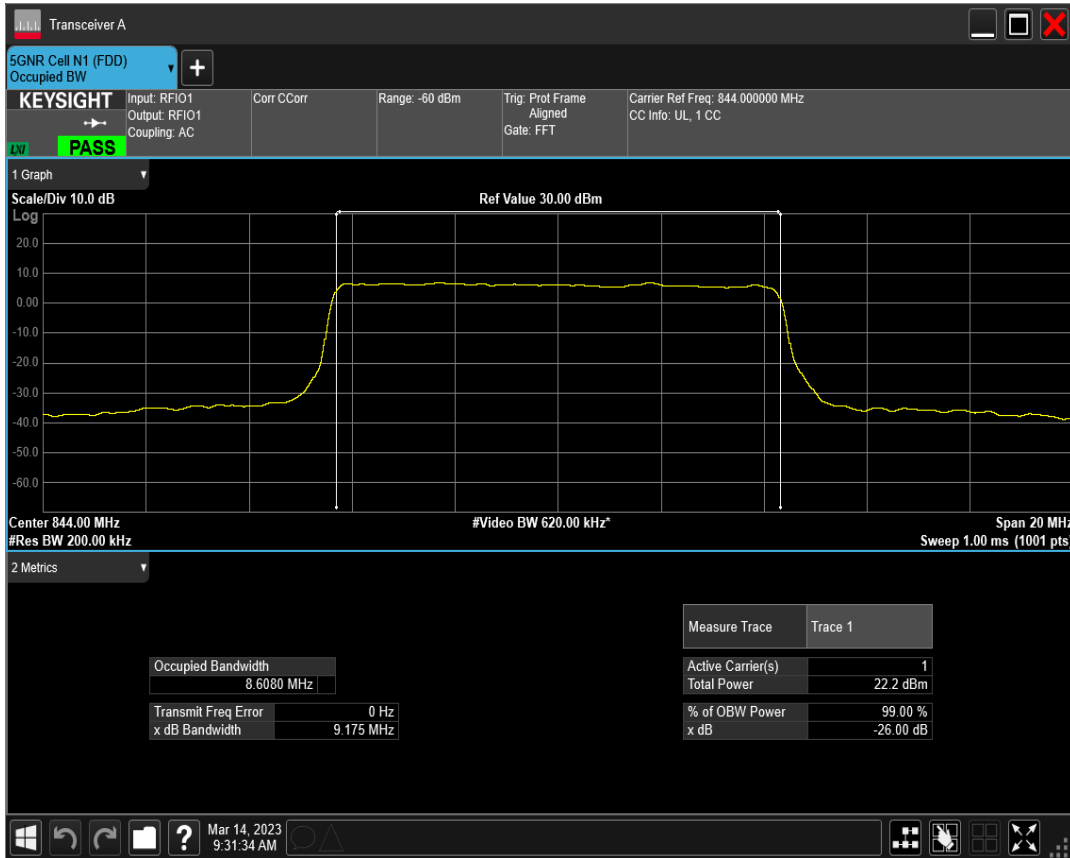 Transceiver A
5GNR Cell N1 (FDD)
Occupied BW
+
KEYSIGHT
LXI
PASS
Input: RFIO1
Output: RFIO1
Coupling: AC
Corr CCorr
Range: -60 dBm
Trig: Prot Frame
Aligned
Gate: FFT
Carrier Ref Freq: 844.000000 MHz
CC Info: UL, 1 CC
1 Graph
Scale/Div 10.0 dB
Ref Value 30.00 dBm
Log
20.0
10.0
0.00
-10.0
-20.0
-30.0
-40.0
-50.0
-60.0
Center 844.00 MHz
#Video BW 620.00 kHz*
Span 20 MHz
#Res BW 200.00 kHz
Sweep 1.00 ms (1001 pts)
2 Metrics
Measure Trace
Trace 1
Occupied Bandwidth
8.6080 MHz
Transmit Freq Error 0 Hz
x dB Bandwidth 9.175 MHz
Active Carrier(s) 1
Total Power 22.2 dBm
% of OBW Power 99.00 %
x dB -26.00 dB
?
Mar 14, 2023
9:31:34 AM